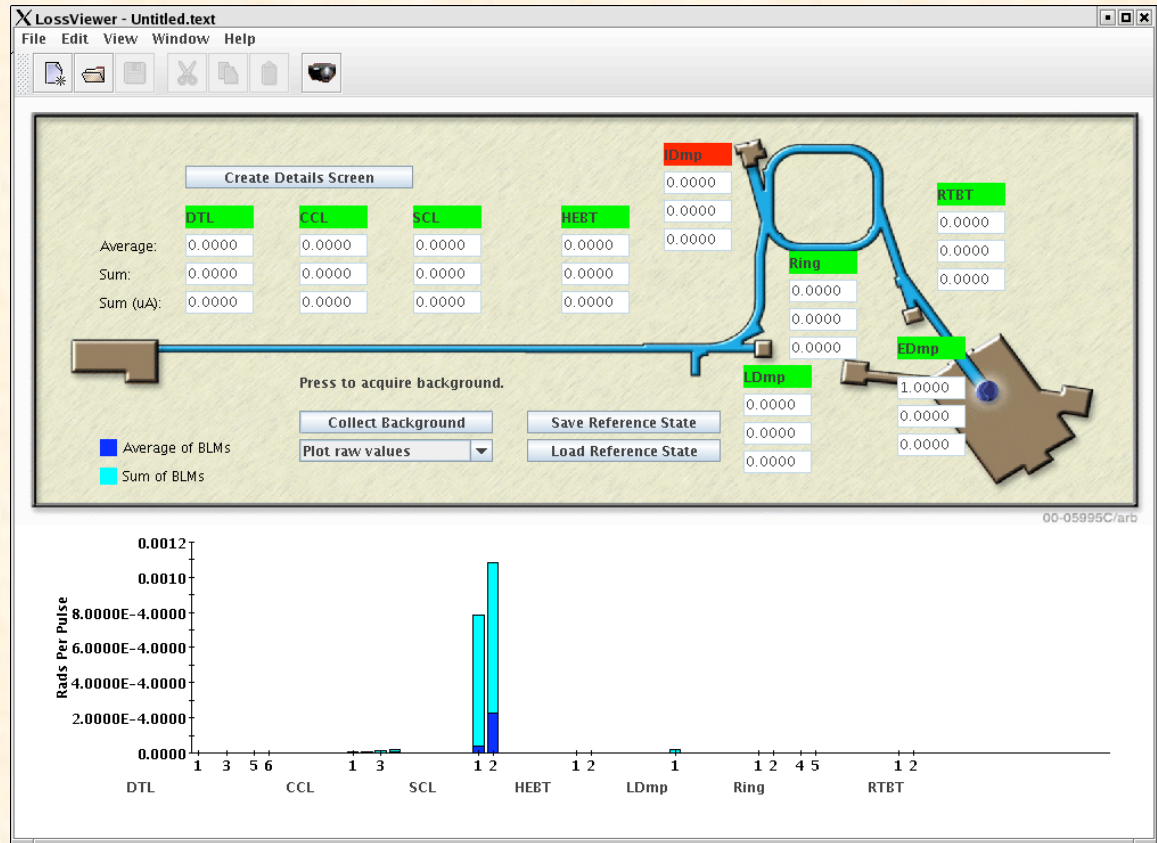 LossViewer - Untitled.text
File Edit View Window Help
Create Details Screen
IDmp
0.0000
0.0000
0.0000
DTL CCL SCL HEBT
Average: 0.0000 0.0000 0.0000 0.0000
Sum: 0.0000 0.0000 0.0000 0.0000
Sum (uA): 0.0000 0.0000 0.0000 0.0000
RTBT
0.0000
0.0000
0.0000
Ring
0.0000
0.0000
0.0000
EDmp
1.0000
0.0000
0.0000
LDmp
0.0000
0.0000
0.0000
Press to acquire background.
Collect Background Save Reference State
Plot raw values Load Reference State
Average of BLMs
Sum of BLMs
00-05995C/arb
Rads Per Pulse
0.0012
0.0010
8.0000E-4.0000
6.0000E-4.0000
4.0000E-4.0000
2.0000E-4.0000
0.0000
1 3 5 6 1 3 1 2 1 2 1 1 2 4 5 1 2
DTL CCL SCL HEBT LDmp Ring RTBT